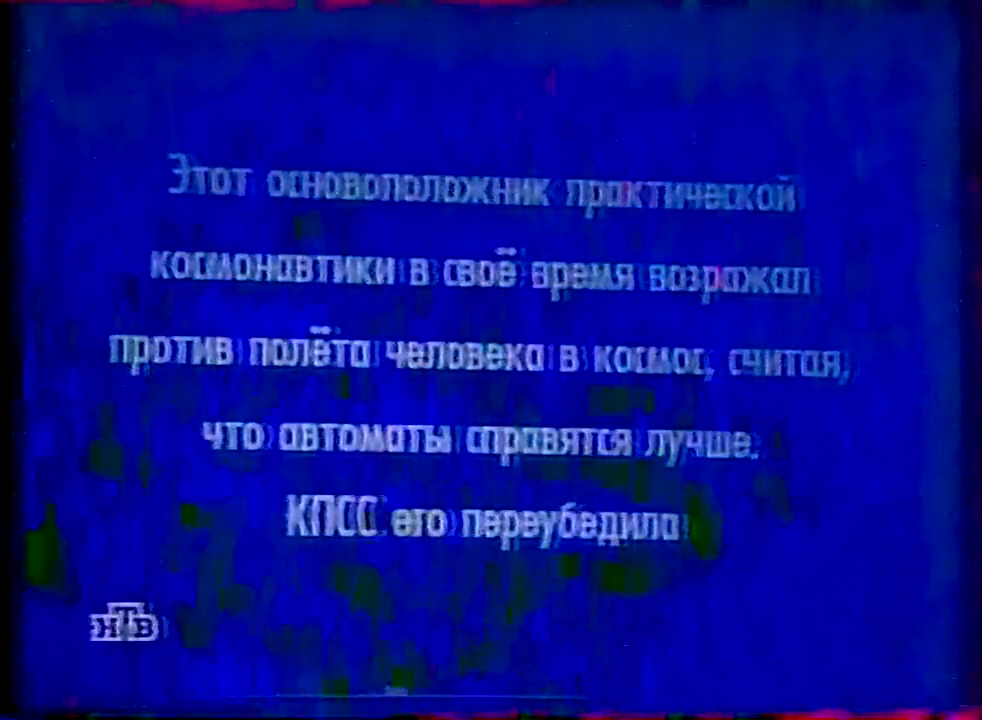 Этот основоположник практической
космонавтики в своё время возражал
против полёта человека в космос, считая,
что автоматы справятся лучше.
КПСС его переубедила
НТВ